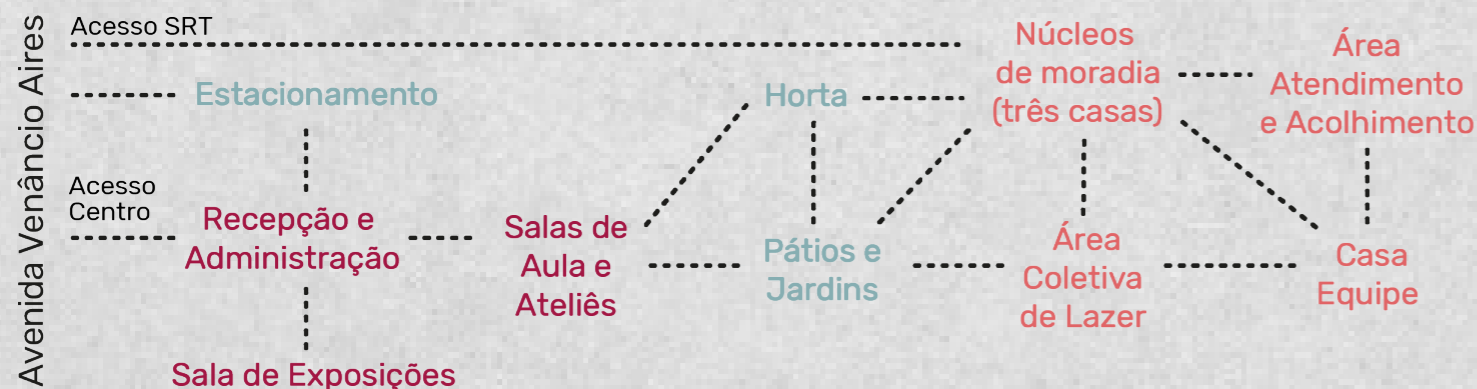 Avenida Venâncio Aires
Acesso SRT
Estacionamento
Acesso
Centro
Recepção e
Administração
Sala de Exposições
Salas de
Aula e
Ateliês
Horta
Pátios e
Jardins
Núcleos
de moradia
(três casas)
Área
Coletiva
de Lazer
Área
Atendimento
e Acolhimento
Casa
Equipe